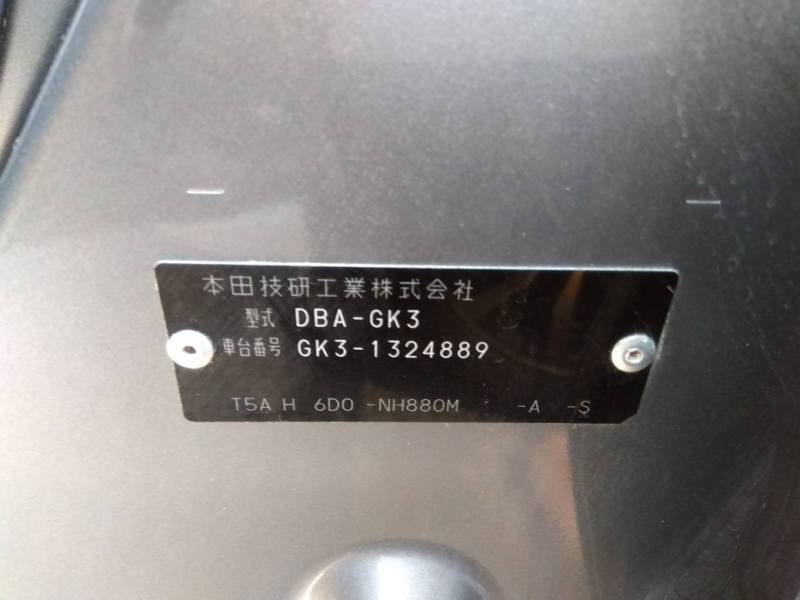 本田技研工業株式会社
型式 DBA-GK3
車台番号 GK3-1324889
T5A H 6D0 -NH880M -A -S